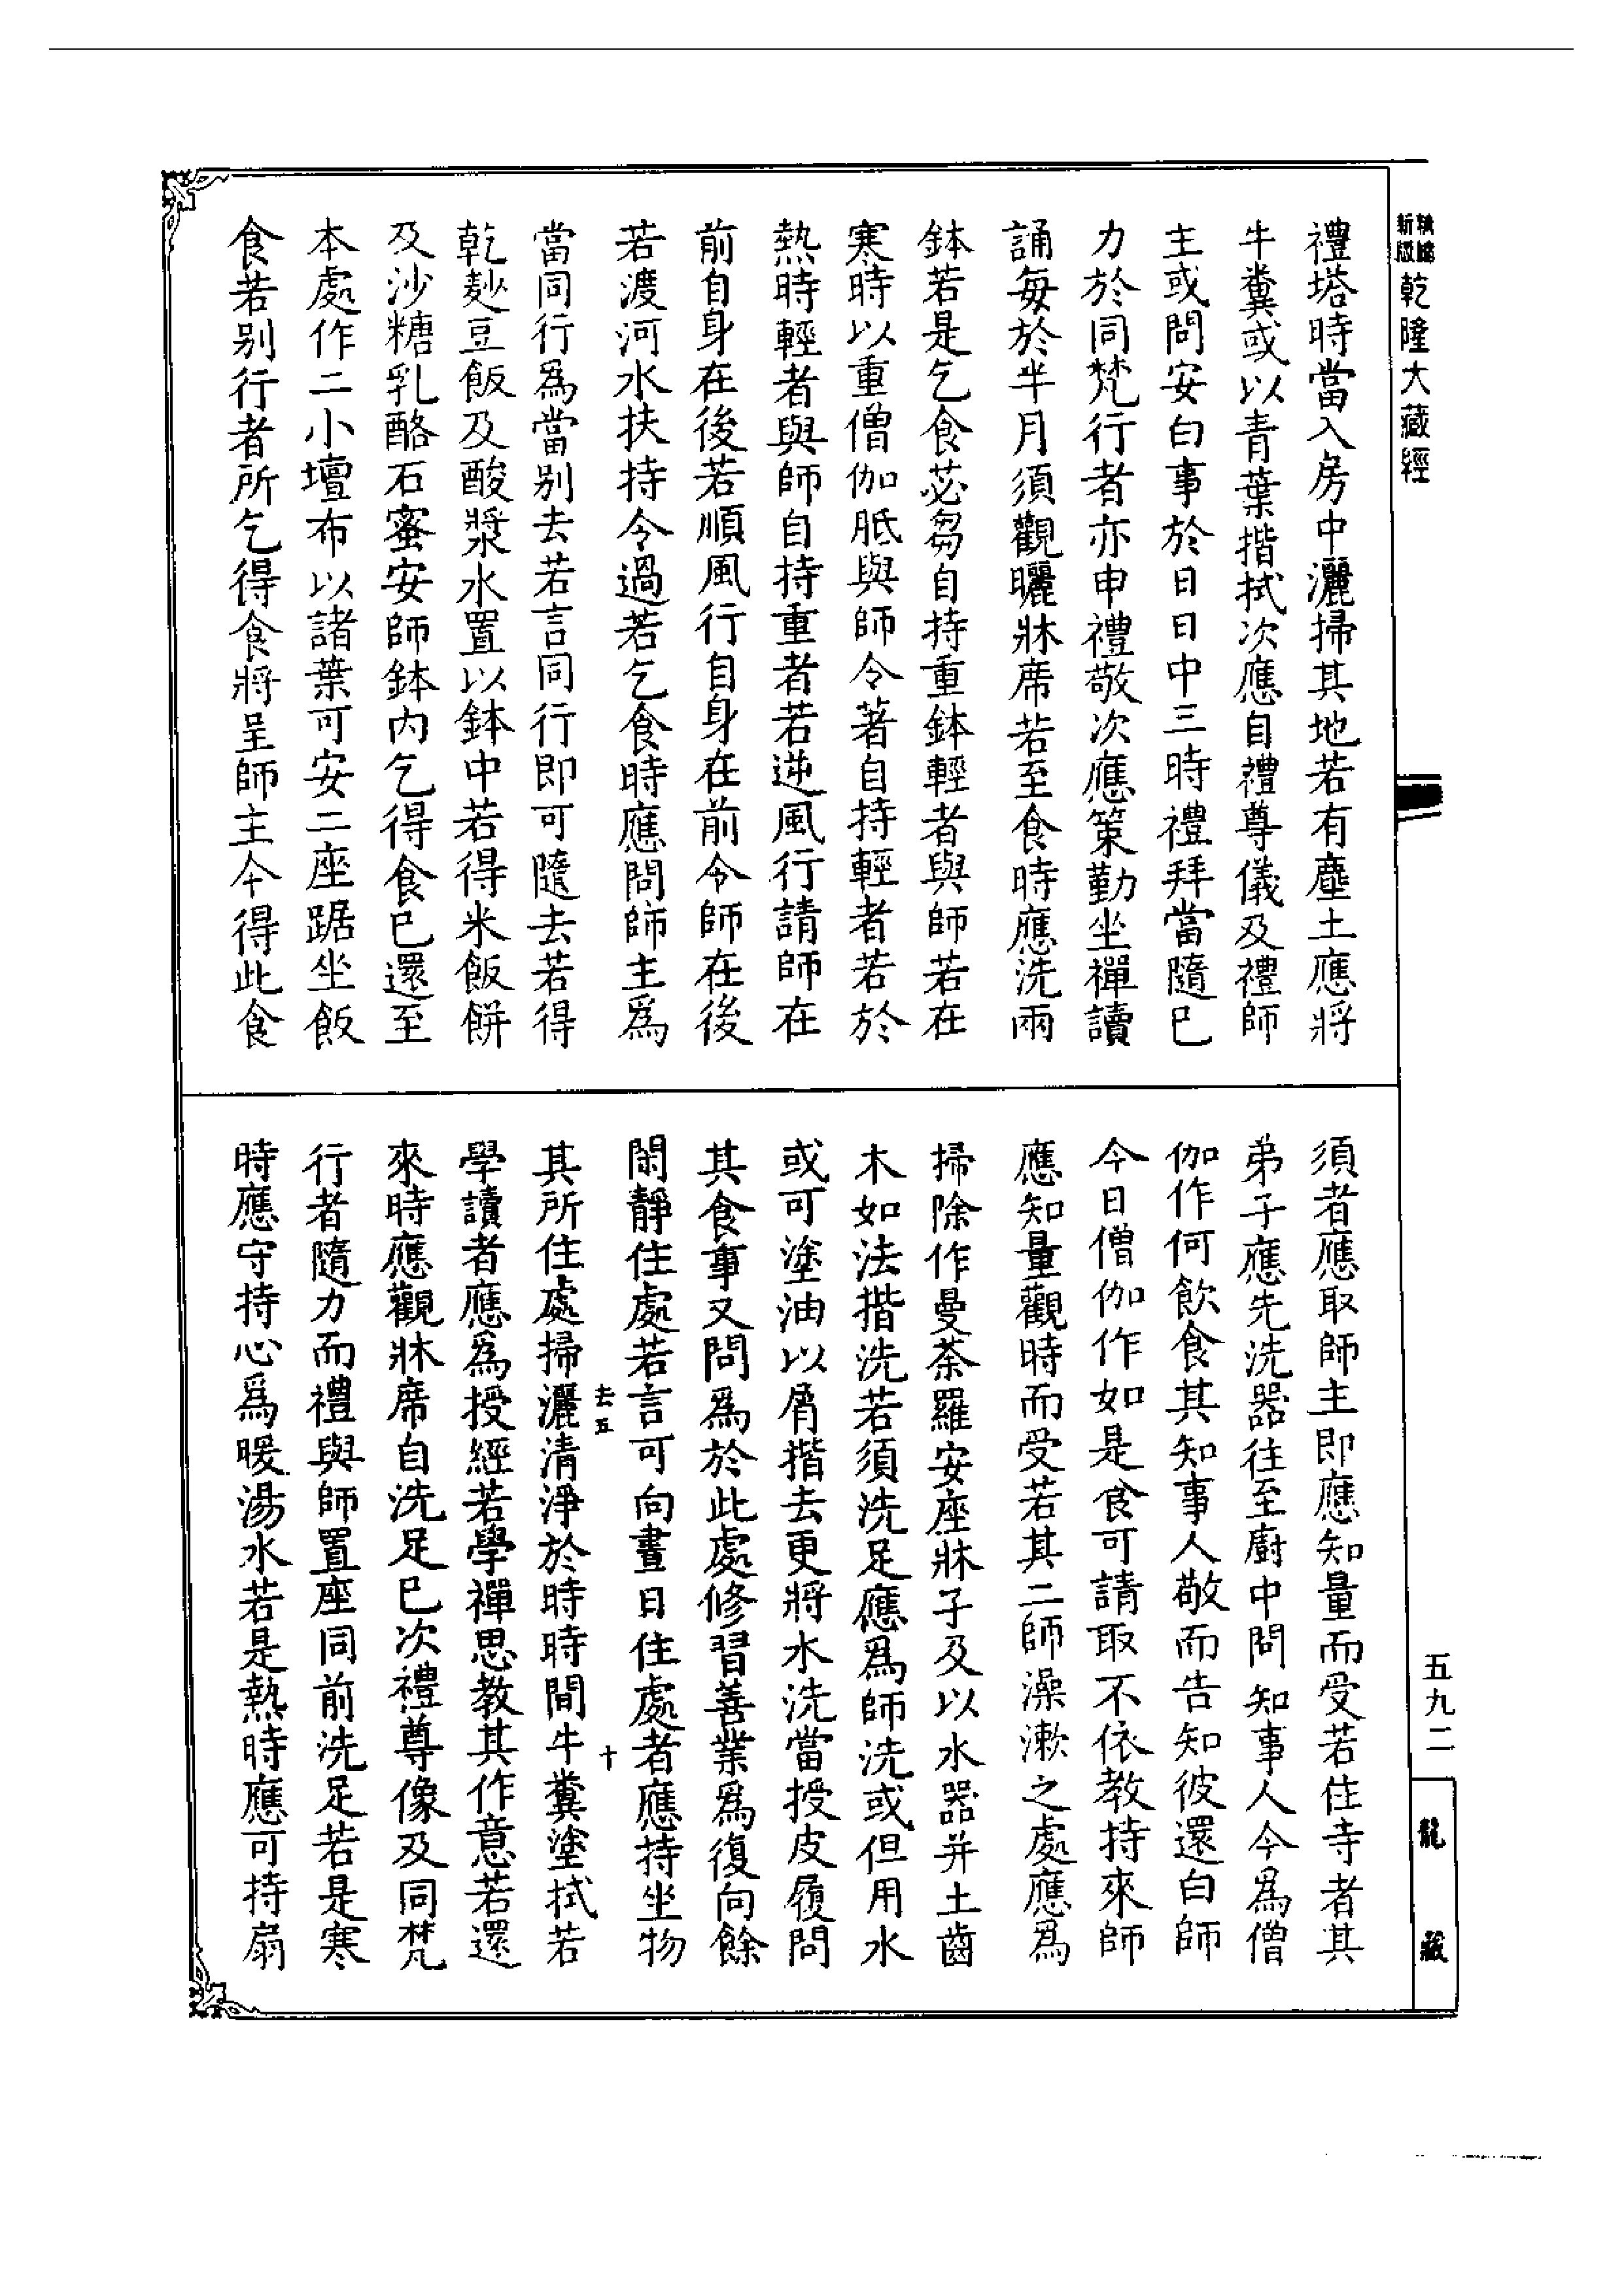 新版
精縮
乾隆大藏經
禮塔時當入房中灑掃其地若有塵土應將
牛糞或以青葉揩拭次應自禮尊儀及禮師
主或問安白事於日日中三時禮拜當隨已
力於同梵行者亦申禮敬次應策勤坐禪讀
誦每於半月須觀曬牀席若至食時應洗兩
鉢若是乞食苾芻自持重鉢輕者與師若在
寒時以重僧伽胝與師令著自持輕者若於
熱時輕者與師自持重者若逆風行請師在
前自身在後若順風行自身在前令師在後
若渡河水扶持令過若乞食時應問師主爲
當同行爲當別去若言同行即可隨去若得
乾麨豆飯及酸漿水置以鉢中若得米飯餅
及沙糖乳酪石蜜安師鉢內乞得食已還至
本處作二小壇布以諸葉可安二座踞坐飯
食若別行者所乞得食將呈師主今得此食
須者應取師主即應知量而受若住寺者其
弟子應先洗器往至廚中問知事人今爲僧
伽作何飲食其知事人敬而告知彼還白師
今日僧伽作如是食可請取不依教持來師
應知量觀時而受若其二師澡漱之處應爲
掃除作曼荼羅安座牀子及以水器并土齒
木如法揩洗若須洗足應爲師洗或但用水
或可塗油以屑揩去更將水洗當授皮履問
其食事又問爲於此處修習善業爲復向餘
閑靜住處若言可向晝日住處者應持坐物
去五
十
其所住處掃灑清淨於時時間牛糞塗拭若
學讀者應爲授經若學禪思教其作意若還
來時應觀牀席自洗足已次禮尊像及同梵
行者隨力而禮與師置座同前洗足若是寒
時應守持心爲暖湯水若是熱時應可持扇
五九二
龍藏